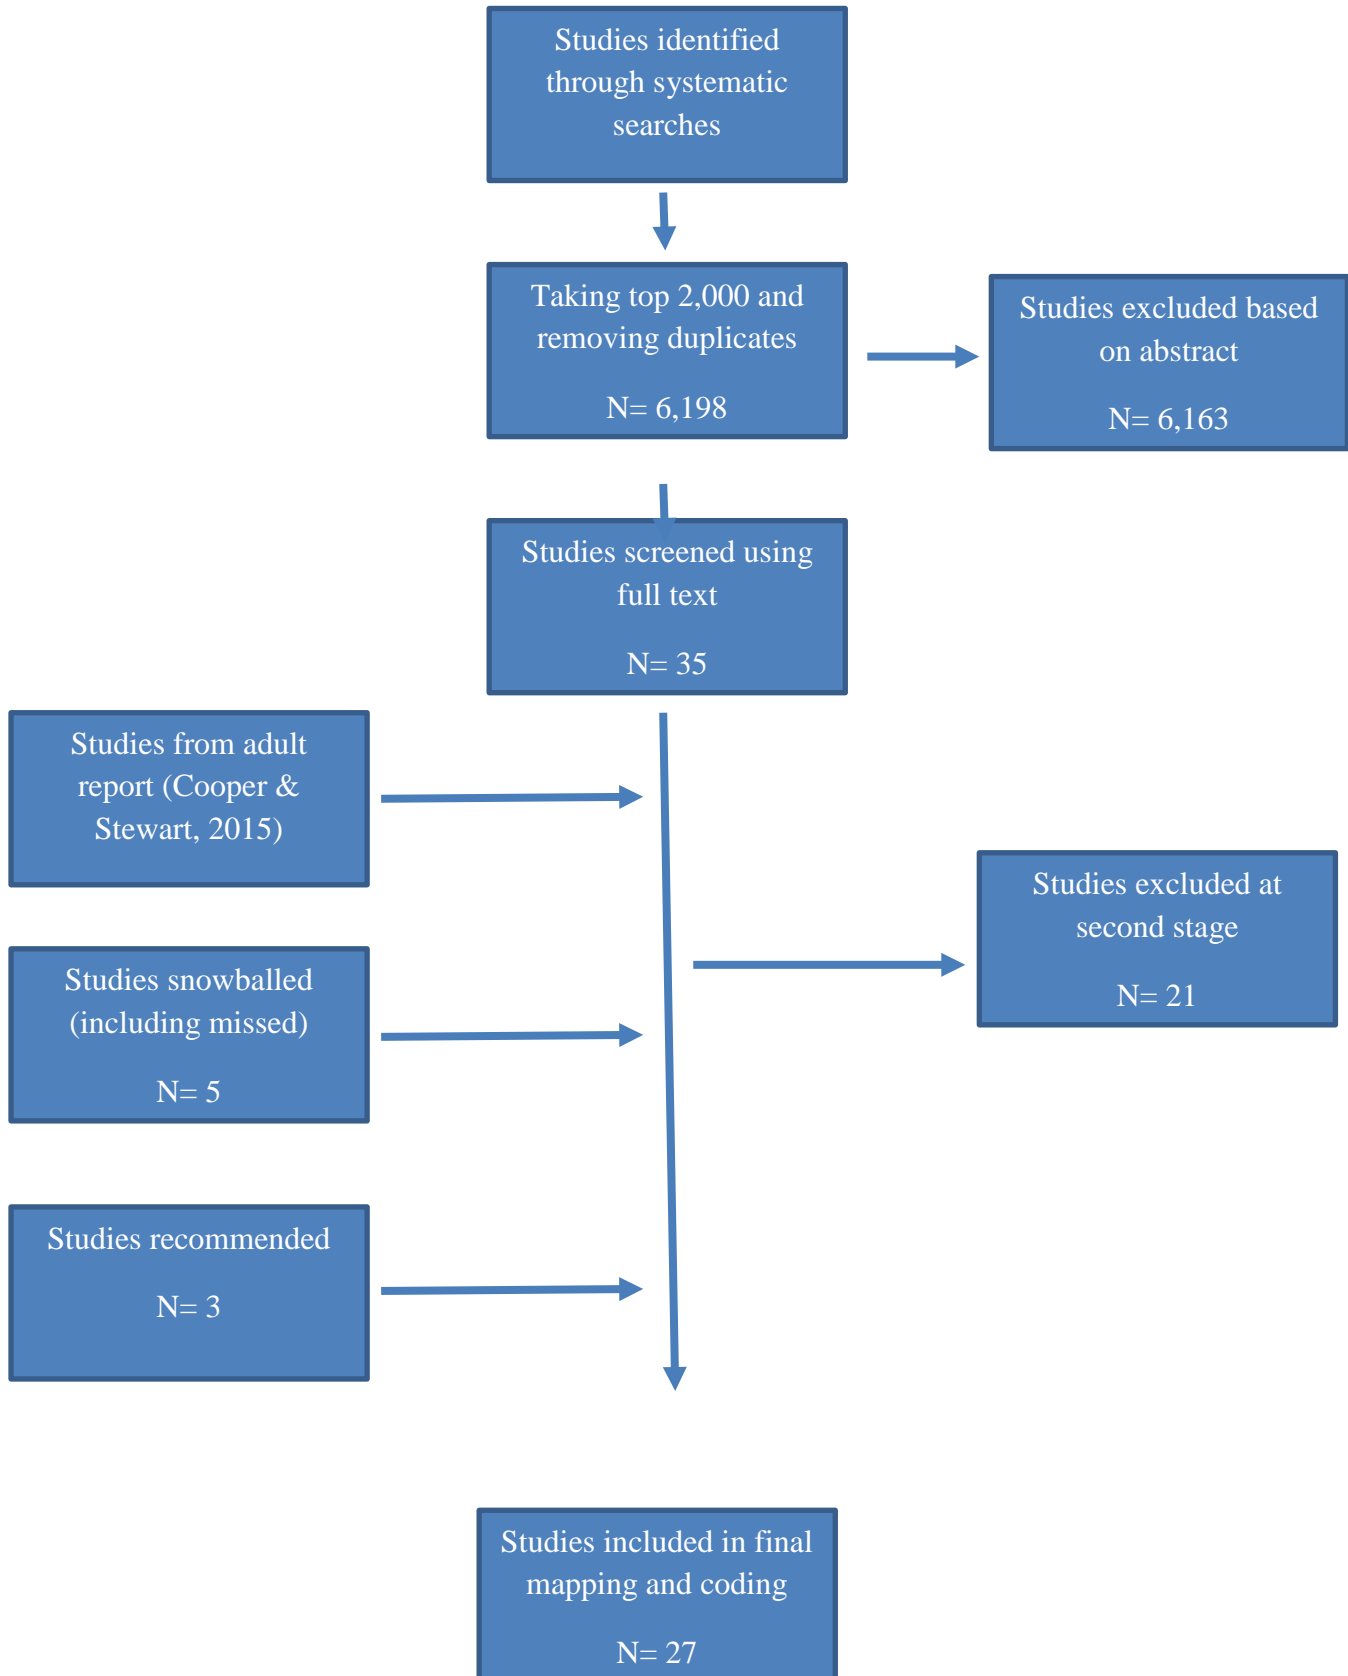 Studies identified
through systematic
searches
Taking top 2,000 and
removing duplicates
N= 6,198
Studies excluded based
on abstract
N= 6,163
Studies screened using
full text
N= 35
Studies from adult
report (Cooper &
Stewart, 2015)
Studies excluded at
second stage
N= 21
Studies snowballed
(including missed)
N= 5
Studies recommended
N= 3
Studies included in final
mapping and coding
N= 27